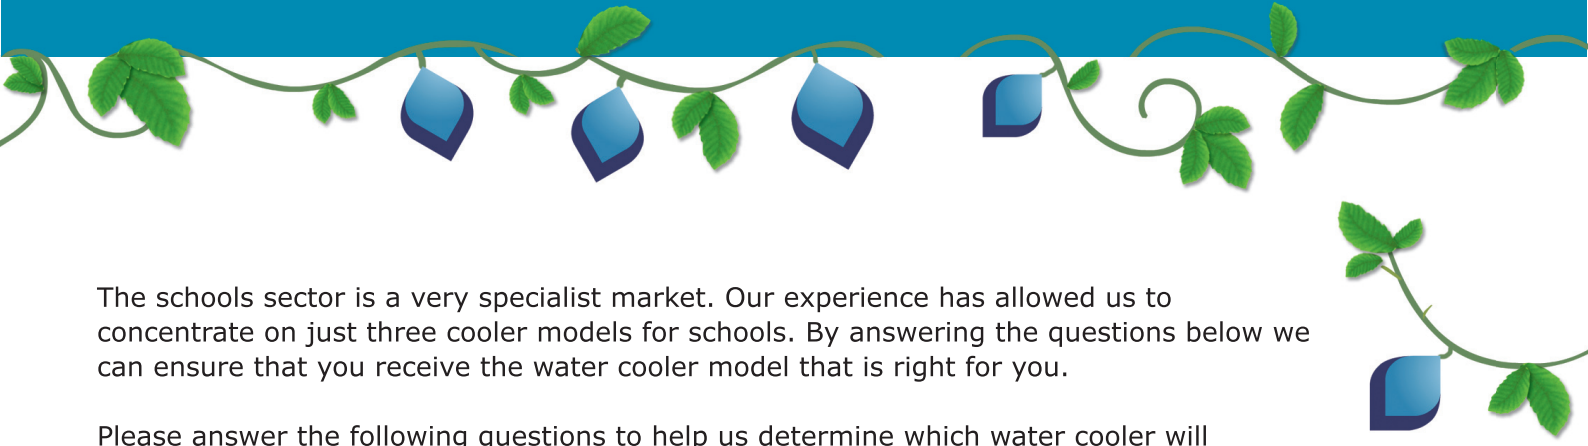 The schools sector is a very specialist market. Our experience has allowed us to
concentrate on just three cooler models for schools. By answering the questions below we
can ensure that you receive the water cooler model that is right for you.
Please answer the following questions to help us determine which water cooler will